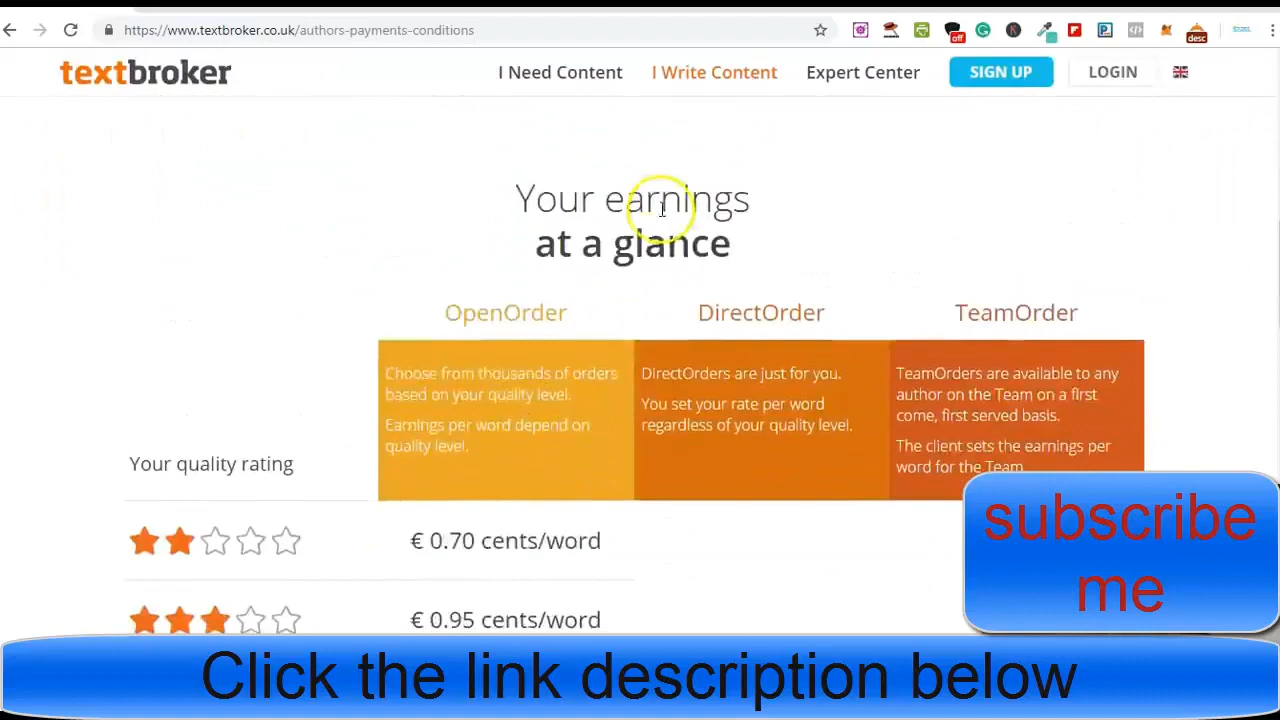 https://www.textbroker.co.uk/authors-payments-conditions
off
desc
textbroker
I Need Content
I Write Content
Expert Center
SIGN UP
LOGIN
Your earnings
at a glance
OpenOrder
DirectOrder
TeamOrder
Choose from thousands of orders
based on your quality level.
Earnings per word depend on
quality level.
DirectOrders are just for you.
You set your rate per word
regardless of your quality level.
TeamOrders are available to any
author on the Team on a first
come, first served basis.
The client sets the earnings per
word for the Team
Your quality rating
€ 0.70 cents/word
€ 0.95 cents/word
subscribe
me
Click the link description below